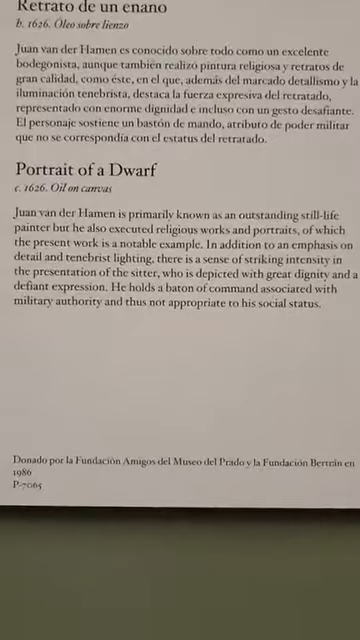 Retrato de un enano
h. 1626. Óleo sobre lienzo
Juan van der Hamen es conocido sobre todo como un excelente
bodegonista, aunque también realizó pintura religiosa y retratos de
gran calidad, como éste, en el que, además del marcado detallismo y la
iluminación tenebrista, destaca la fuerza expresiva del retratado,
representado con enorme dignidad e incluso con un gesto desafiante.
El personaje sostiene un bastón de mando, atributo de poder militar
que no se correspondía con el estatus del retratado.
Portrait of a Dwarf
c. 1626. Oil on canvas
Juan van der Hamen is primarily known as an outstanding still-life
painter but he also executed religious works and portraits, of which
the present work is a notable example. In addition to an emphasis on
detail and tenebrist lighting, there is a sense of striking intensity in
the presentation of the sitter, who is depicted with great dignity and a
defiant expression. He holds a baton of command associated with
military authority and thus not appropriate to his social status.
Donado por la Fundación Amigos del Museo del Prado y la Fundación Bertrán en
1986
P-7065